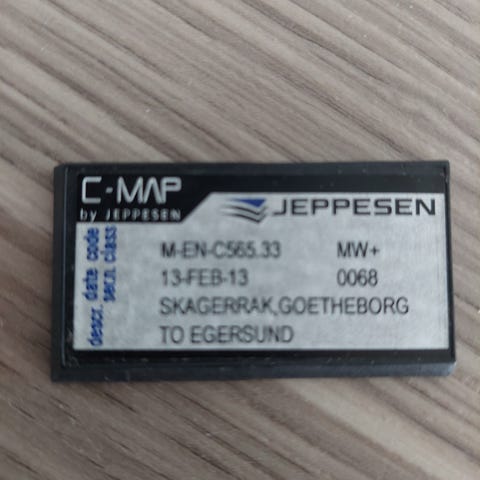 C-MAP
by JEPPESEN
JEPPESEN
code M-EN-C565.33 MW+
class
date 13-FEB-13 0068
secn.
descr. SKAGERRAK,GOETHEBORG
TO EGERSUND